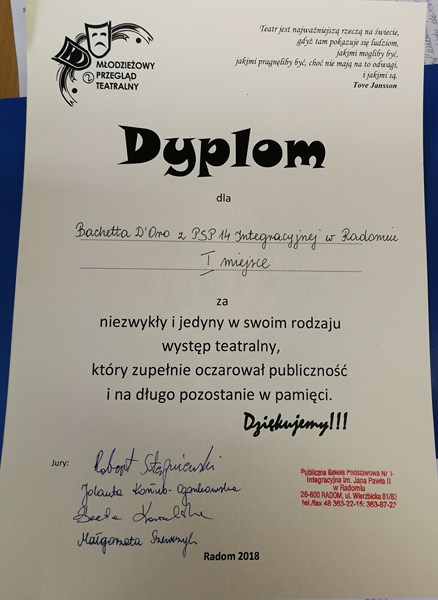 MŁODZIEŻOWY
PRZEGLĄD
TEATRALNY
Teatr jest najważniejszą rzeczą na świecie,
gdyż tam pokazuje się ludziom,
jakimi mogliby być,
jakimi pragnęliby być, choć nie mają na to odwagi,
i jakimi są.
Tove Jansson
Dyplom
dla
Bachetta D'Oro z PSP 14 Integracyjnej w Radomiu
I miejsce
za
niezwykły i jedyny w swoim rodzaju
występ teatralny,
który zupełnie oczarował publiczność
i na długo pozostanie w pamięci.
Dziękujemy!!!
Jury:
Robert
Jolanta
Beata
Małgorzata
Publiczna Szkoła Podstawowa Nr 1
Integracyjna im. Jana Pawła II
w Radomiu
26-600 RADOM, ul. Wierzbicka 81/83
tel./fax 48 363-22-15; 363-87-22
Radom 2018